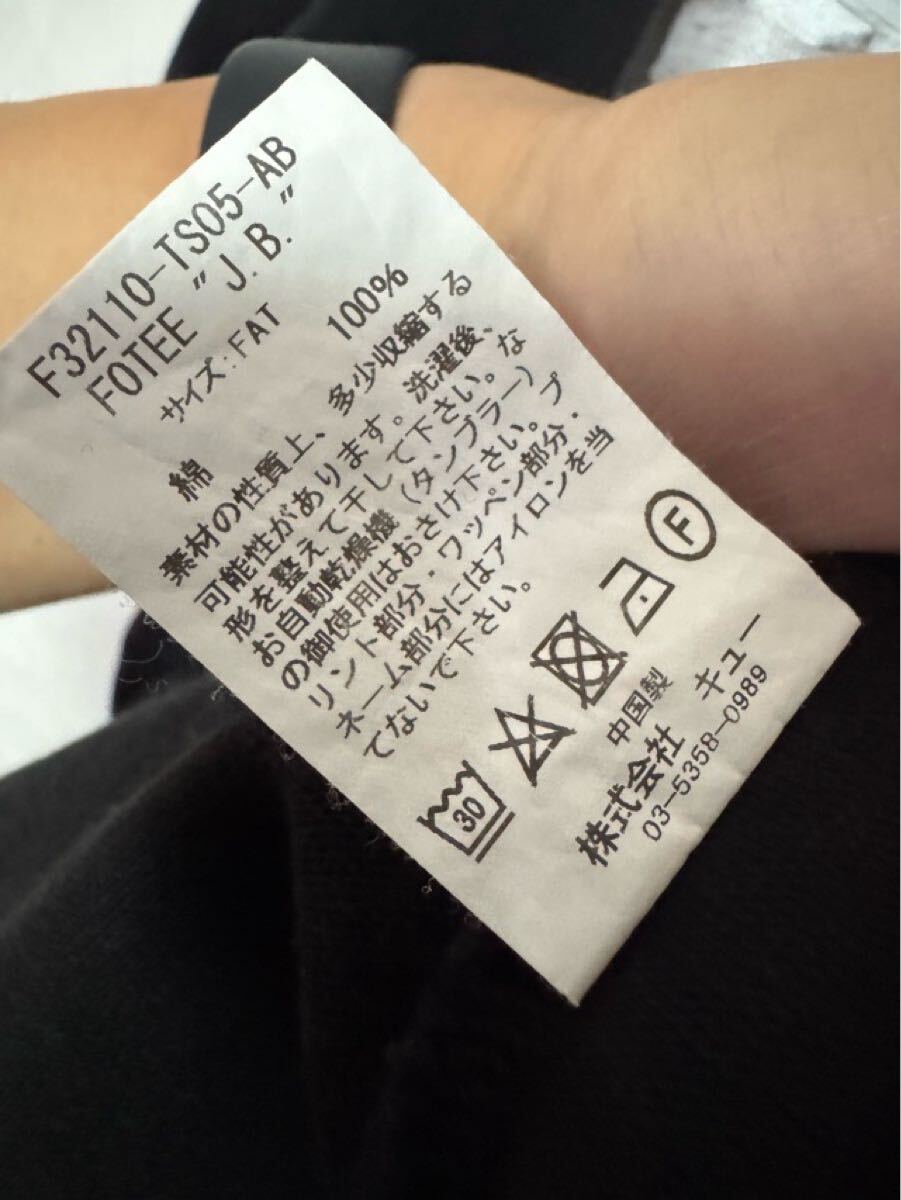 F32110-TS05-AB
FOTEE "J.B."
サイズ:FAT
綿 100%
素材の性質上、多少収縮する
可能性があります。洗濯後、
形を整えて干して下さい。な
お自動乾燥機(タンブラー)
の御使用はおさけ下さい。プ
リント部分・ワッペン部分・
ネーム部分にはアイロンを当
てないで下さい。
30
F
中国製
株式会社 キュー
03-5358-0989